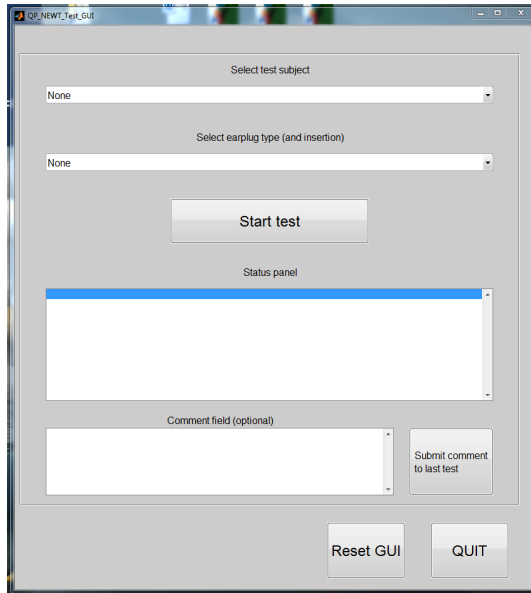 QP_NEWT_Test_GUI
Select test subject
None
Select earplug type (and insertion)
None
Start test
Status panel
Comment field (optional)
Submit comment
to last test
Reset GUI
QUIT